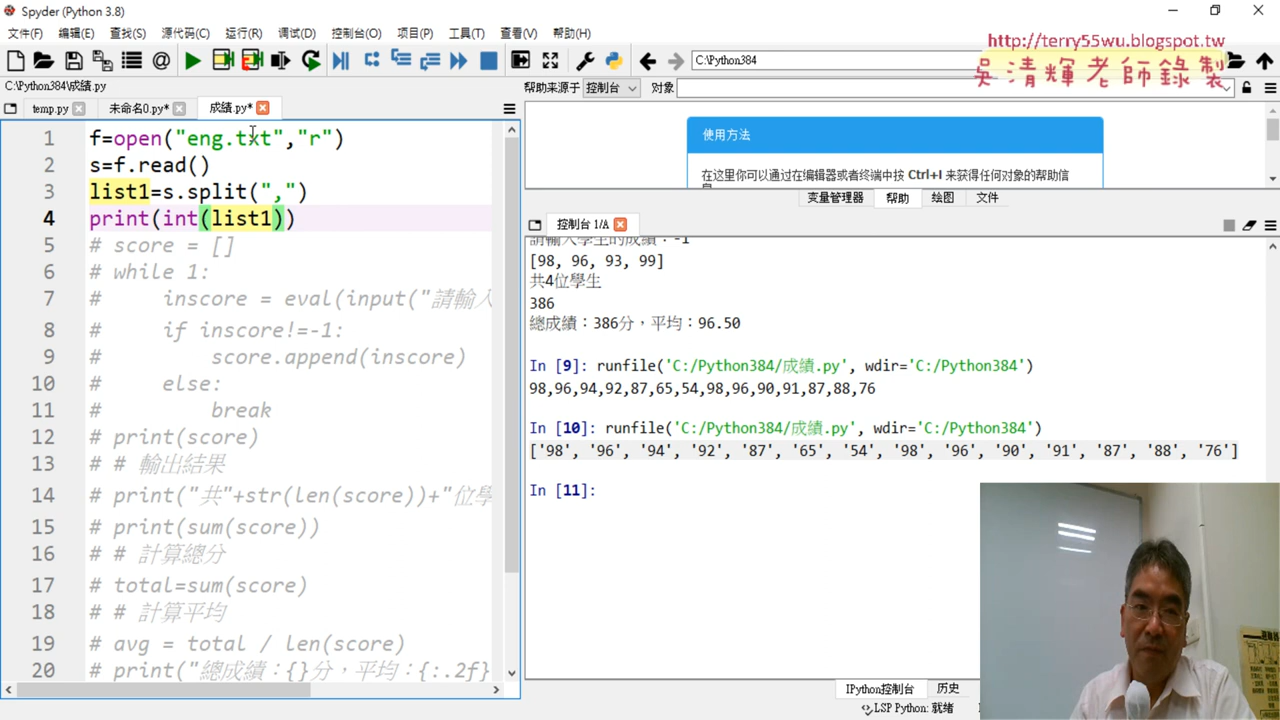 Spyder (Python 3.8)
文件(F) 编辑(E) 查找(S) 源代码(C) 运行(R) 调试(D) 控制台(O) 项目(P) 工具(T) 查看(V) 帮助(H)
http://terry55wu.blogspot.tw
吳清輝老師錄製
C:\Python384
C:\Python384\成績.py
帮助来源于 控制台 对象
temp.py 未命名0.py* 成績.py*
1 f=open("eng.txt","r")
2 s=f.read()
3 list1=s.split(",")
4 print(int(list1))
5 # score = []
6 # while 1:
7 #     inscore = eval(input("請輸入
8 #     if inscore!=-1:
9 #         score.append(inscore)
10 #     else:
11 #         break
12 # print(score)
13 # # 輸出結果
14 # print("共"+str(len(score))+"位學
15 # print(sum(score))
16 # # 計算總分
17 # total=sum(score)
18 # # 計算平均
19 # avg = total / len(score)
20 # print("總成績：{}分，平均：{:.2f}
使用方法
在这里你可以通过在编辑器或者终端中按 Ctrl+I 来获得任何对象的帮助信
息
变量管理器 帮助 绘图 文件
控制台 1/A
請輸入學生的成績：-1
[98, 96, 93, 99]
共4位學生
386
總成績：386分，平均：96.50
In [9]: runfile('C:/Python384/成績.py', wdir='C:/Python384')
98,96,94,92,87,65,54,98,96,90,91,87,88,76
In [10]: runfile('C:/Python384/成績.py', wdir='C:/Python384')
['98', '96', '94', '92', '87', '65', '54', '98', '96', '90', '91', '87', '88', '76']
In [11]:
IPython控制台 历史
LSP Python: 就绪